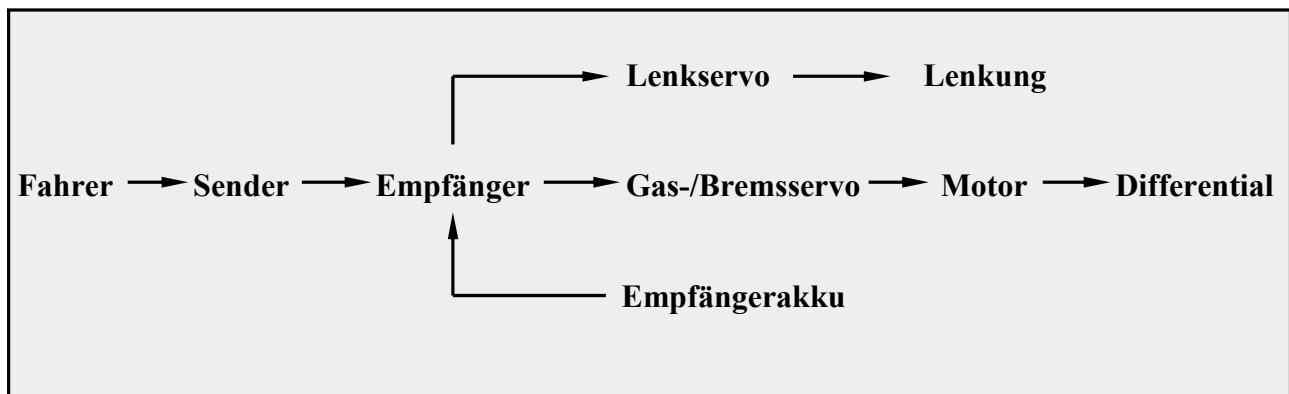 Lenkservo Lenkung
Fahrer Sender Empfänger Gas-/Bremsservo Motor Differential
Empfängerakku